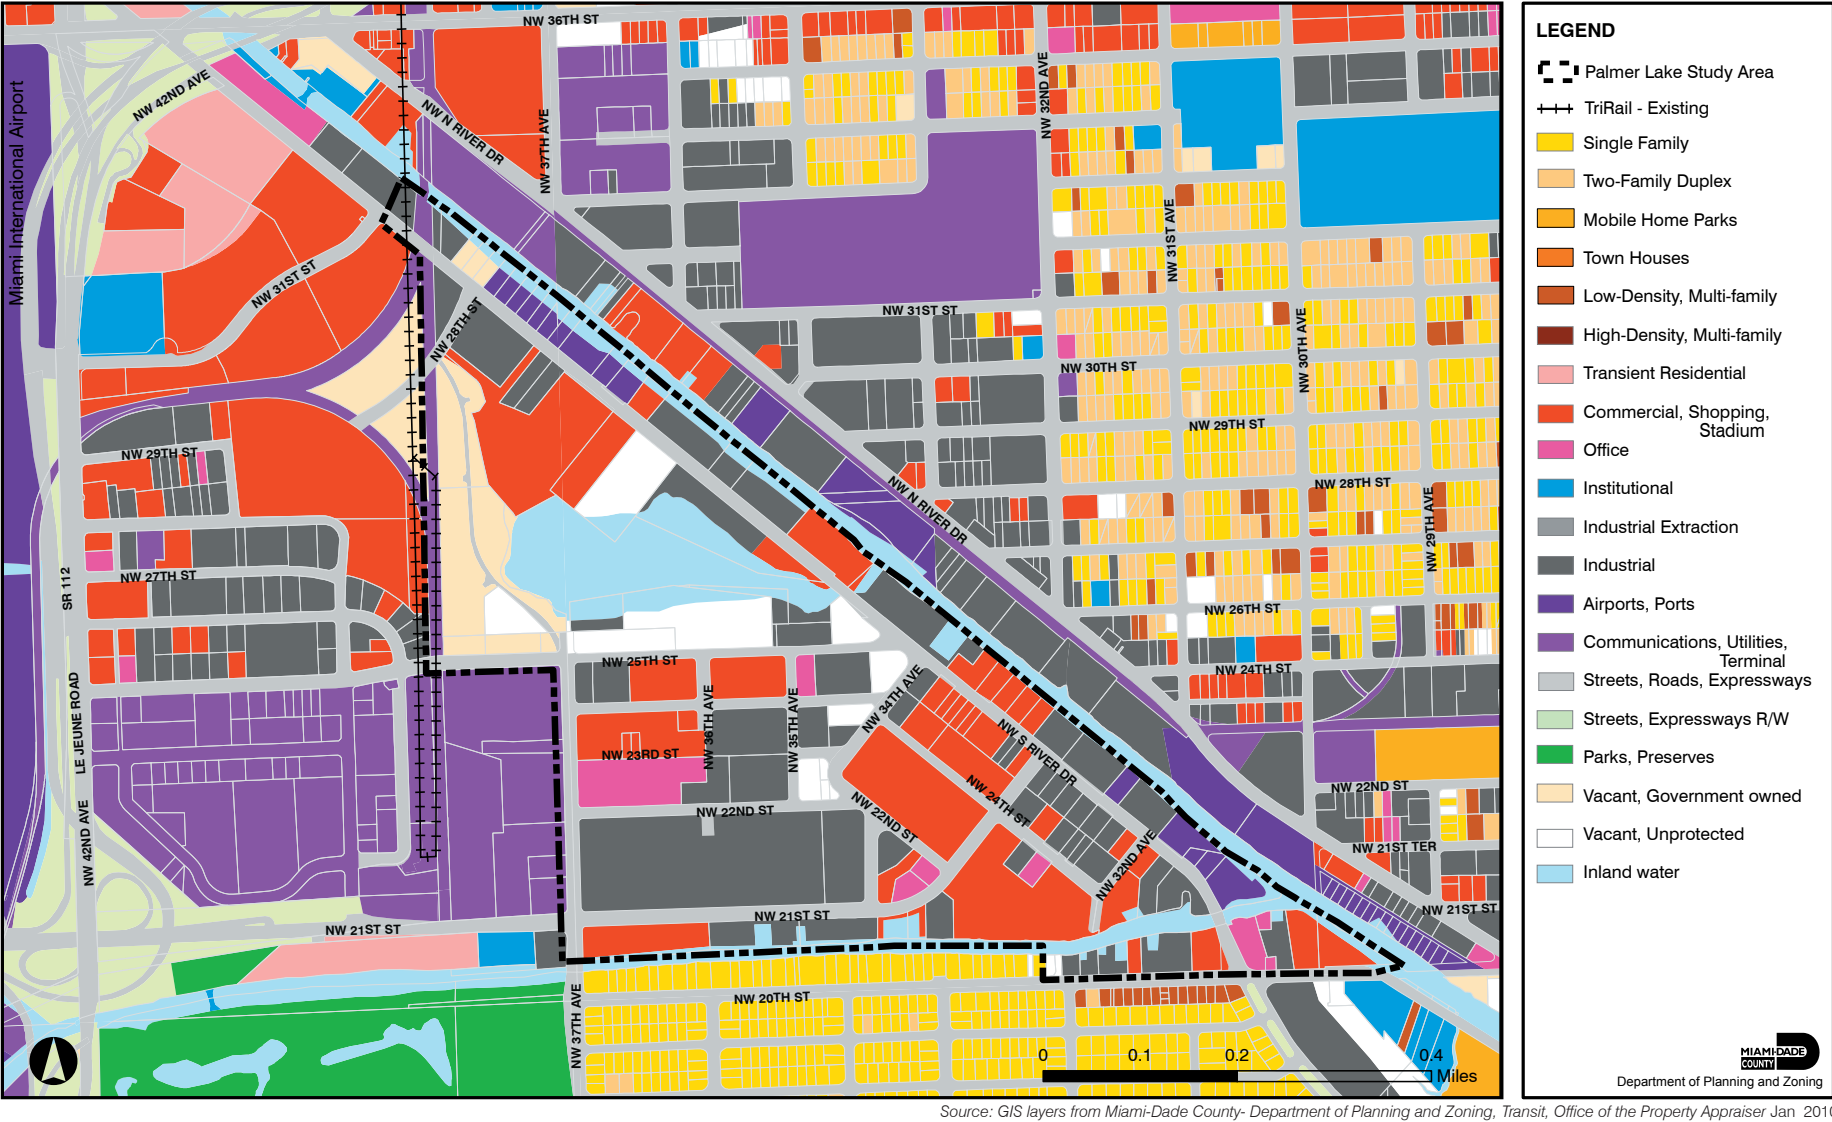 NW 36TH ST
NW 42ND AVE
NW N RIVER DR
NW 37TH AVE
NW 32ND AVE
Miami International Airport
NW 31ST AVE
NW 31ST ST
NW 28TH ST
NW 31ST ST
NW 30TH AVE
NW 30TH ST
NW 29TH ST
NW 29TH ST
NW 28TH ST
NW N RIVER DR
NW 29TH AVE
SR 112
NW 27TH ST
NW 26TH ST
NW 25TH ST
NW 24TH ST
LE JEUNE ROAD
NW 36TH AVE
NW 35TH AVE
NW 34TH AVE
NW S RIVER DR
NW 23RD ST
NW 24TH ST
NW 22ND ST
NW 22ND ST
NW 22ND ST
NW 42ND AVE
NW 32ND AVE
NW 21ST TER
NW 21ST ST
NW 21ST ST
NW 21ST ST
NW 20TH ST
NW 37TH AVE
0 0.1 0.2 0.4
Miles
LEGEND
Palmer Lake Study Area
TriRail - Existing
Single Family
Two-Family Duplex
Mobile Home Parks
Town Houses
Low-Density, Multi-family
High-Density, Multi-family
Transient Residential
Commercial, Shopping,
Stadium
Office
Institutional
Industrial Extraction
Industrial
Airports, Ports
Communications, Utilities,
Terminal
Streets, Roads, Expressways
Streets, Expressways R/W
Parks, Preserves
Vacant, Government owned
Vacant, Unprotected
Inland water
MIAMI-DADE
COUNTY
Department of Planning and Zoning
Source: GIS layers from Miami-Dade County- Department of Planning and Zoning, Transit, Office of the Property Appraiser Jan 2010